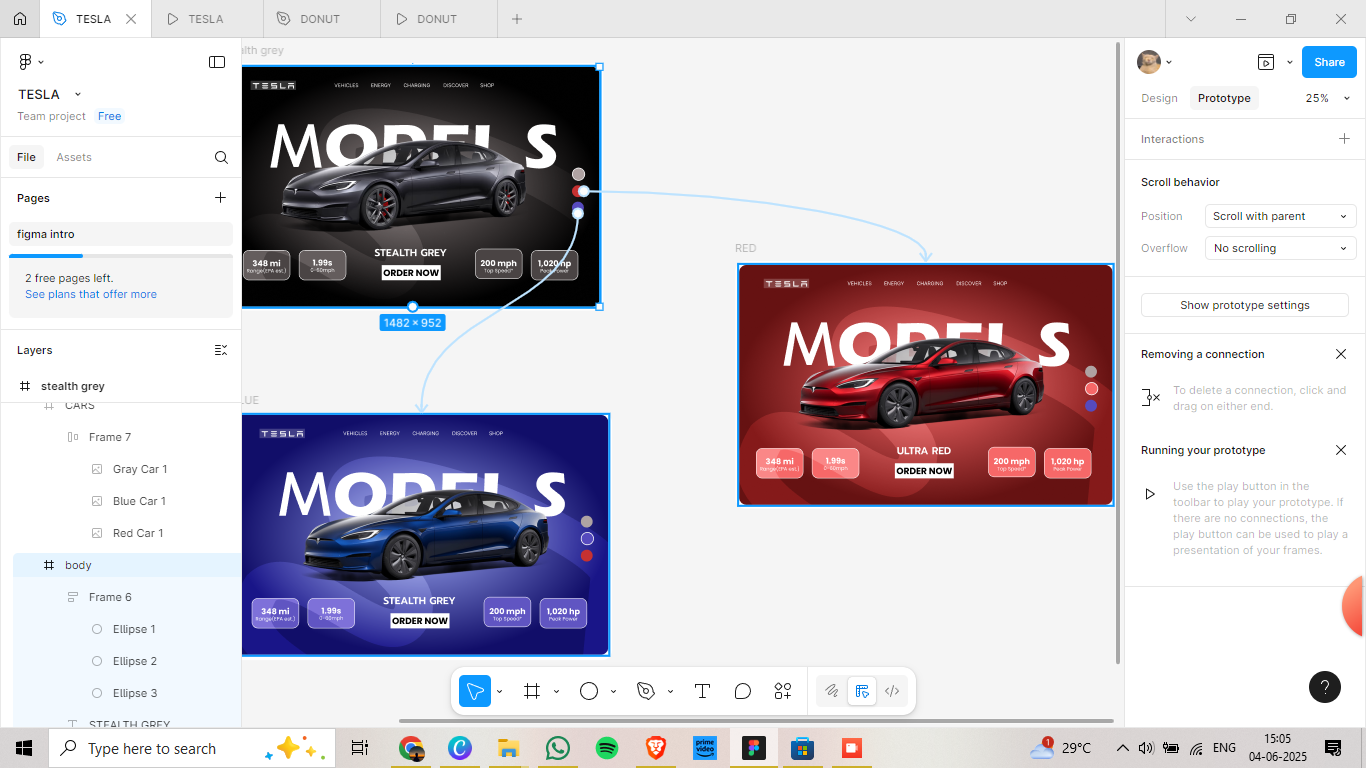 TESLA
TESLA
DONUT
DONUT
TESLA
Team project Free
File Assets
Pages
figma intro
2 free pages left.
See plans that offer more
Layers
stealth grey
CARS
Frame 7
Gray Car 1
Blue Car 1
Red Car 1
body
Frame 6
Ellipse 1
Ellipse 2
Ellipse 3
STEALTH GREY
alth grey
TESLA
VEHICLES ENERGY CHARGING DISCOVER SHOP
MODEL S
STEALTH GREY
ORDER NOW
348 mi
Range(EPA est.)
1.99s
0-60mph
200 mph
Top Speed*
1,020 hp
Peak Power
1482 × 952
LUE
TESLA
VEHICLES ENERGY CHARGING DISCOVER SHOP
MODEL S
STEALTH GREY
ORDER NOW
348 mi
Range(EPA est.)
1.99s
0-60mph
200 mph
Top Speed*
1,020 hp
Peak Power
RED
TESLA
VEHICLES ENERGY CHARGING DISCOVER SHOP
MODEL S
ULTRA RED
ORDER NOW
348 mi
Range(EPA est.)
1.99s
0-60mph
200 mph
Top Speed*
1,020 hp
Peak Power
Share
Design Prototype 25%
Interactions
Scroll behavior
Position Scroll with parent
Overflow No scrolling
Show prototype settings
Removing a connection
To delete a connection, click and
drag on either end.
Running your prototype
Use the play button in the
toolbar to play your prototype. If
there are no connections, the
play button can be used to play a
presentation of your frames.
?
Type here to search
prime
video
1
29°C
ENG
15:05
04-06-2025